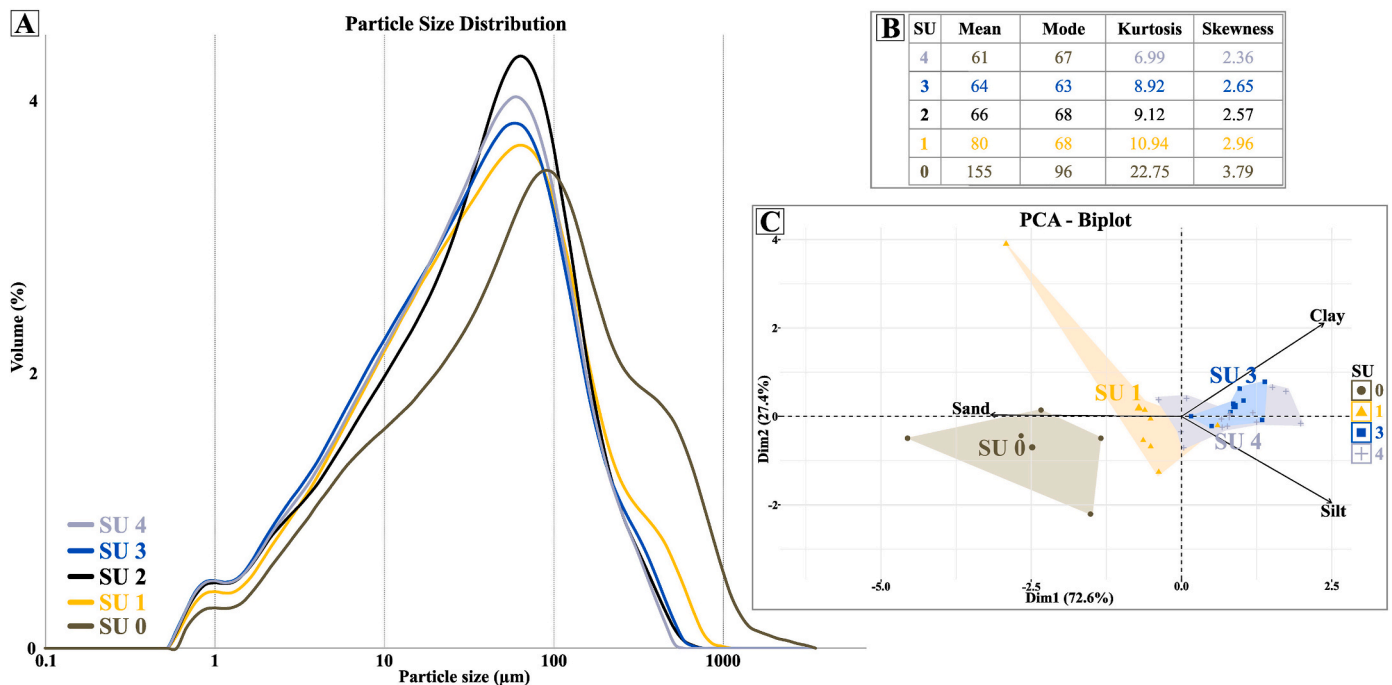 A
Particle Size Distribution
Volume (%)
4
2
0
SU 4
SU 3
SU 2
SU 1
SU 0
0.1 1 10 100 1000
Particle size (µm)
B
SU Mean Mode Kurtosis Skewness
4 61 67 6.99 2.36
3 64 63 8.92 2.65
2 66 68 9.12 2.57
1 80 68 10.94 2.96
0 155 96 22.75 3.79
C
PCA - Biplot
Dim2 (27.4%)
4
2
0
-2
Clay
SU 3
SU 1
Sand
SU 4
SU 0
Silt
SU
0
1
3
4
-5.0 -2.5 0.0 2.5
Dim1 (72.6%)